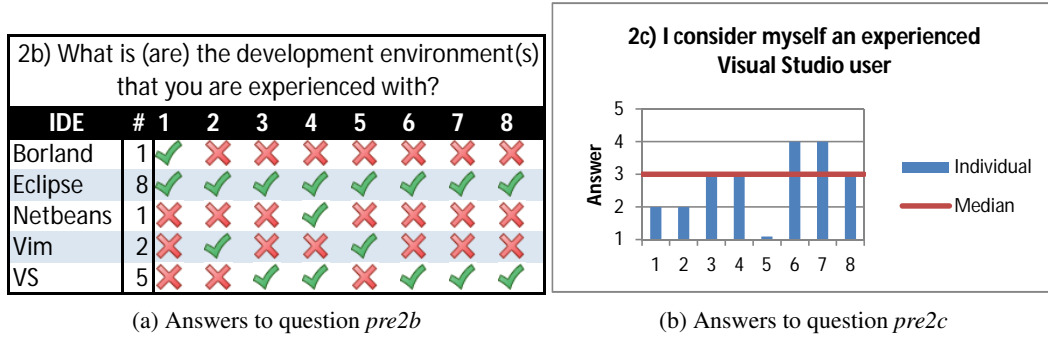 2b) What is (are) the development environment(s)
that you are experienced with?
IDE # 1 2 3 4 5 6 7 8
Borland 1
Eclipse 8
Netbeans 1
Vim 2
VS 5
(a) Answers to question pre2b
2c) I consider myself an experienced
Visual Studio user
Answer
5
4
3
2
1
1 2 3 4 5 6 7 8
Individual
Median
(b) Answers to question pre2c